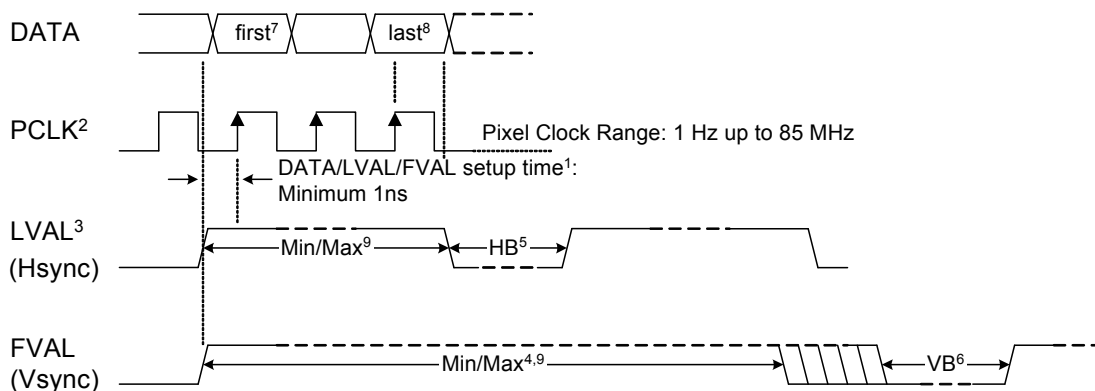 DATA
first⁷
last⁸
PCLK²
Pixel Clock Range: 1 Hz up to 85 MHz
DATA/LVAL/FVAL setup time¹:
Minimum 1ns
LVAL³
(Hsync)
Min/Max⁹
HB⁵
FVAL
(Vsync)
Min/Max⁴,⁹
VB⁶